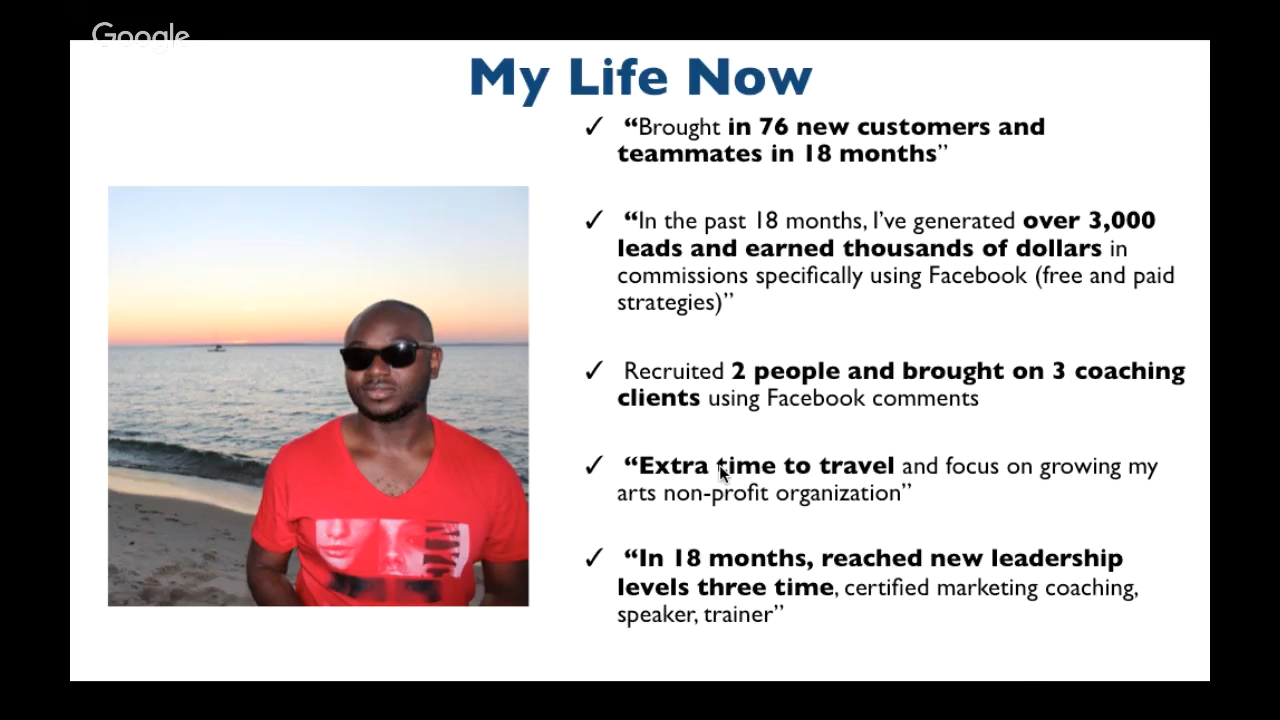 Google
My Life Now
✓ “Brought in 76 new customers and
teammates in 18 months”
✓ “In the past 18 months, I’ve generated over 3,000
leads and earned thousands of dollars in
commissions specifically using Facebook (free and paid
strategies)”
✓ Recruited 2 people and brought on 3 coaching
clients using Facebook comments
✓ “Extra time to travel and focus on growing my
arts non-profit organization”
✓ “In 18 months, reached new leadership
levels three time, certified marketing coaching,
speaker, trainer”
NYC